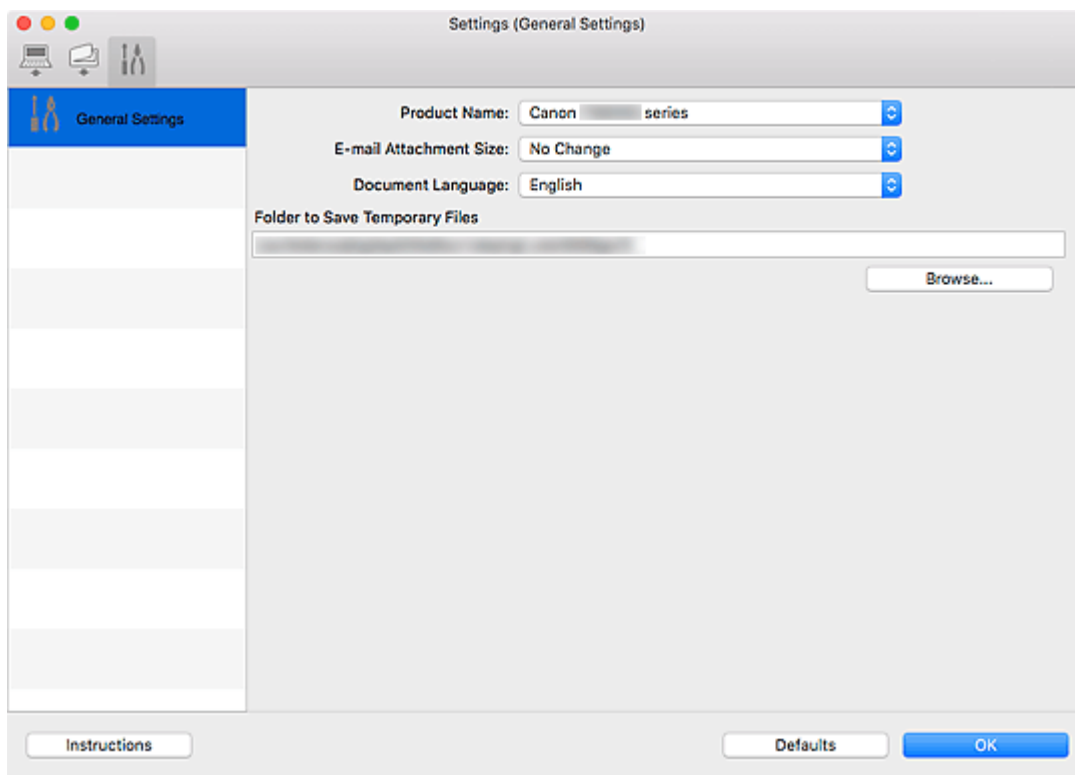 Settings (General Settings)
General Settings
Product Name: Canon series
E-mail Attachment Size: No Change
Document Language: English
Folder to Save Temporary Files
Browse...
Instructions Defaults OK